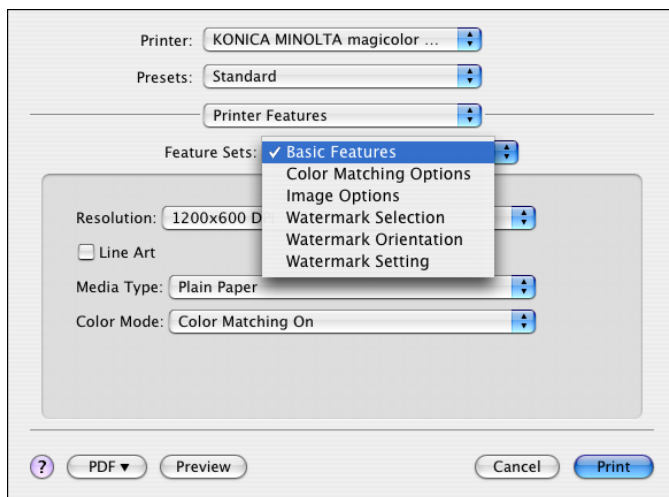 Printer: KONICA MINOLTA magicolor ...
Presets: Standard
Printer Features
Feature Sets: ✓ Basic Features
Color Matching Options
Image Options
Watermark Selection
Watermark Orientation
Watermark Setting
Resolution: 1200x600 D
Line Art
Media Type: Plain Paper
Color Mode: Color Matching On
? PDF▼ Preview Cancel Print